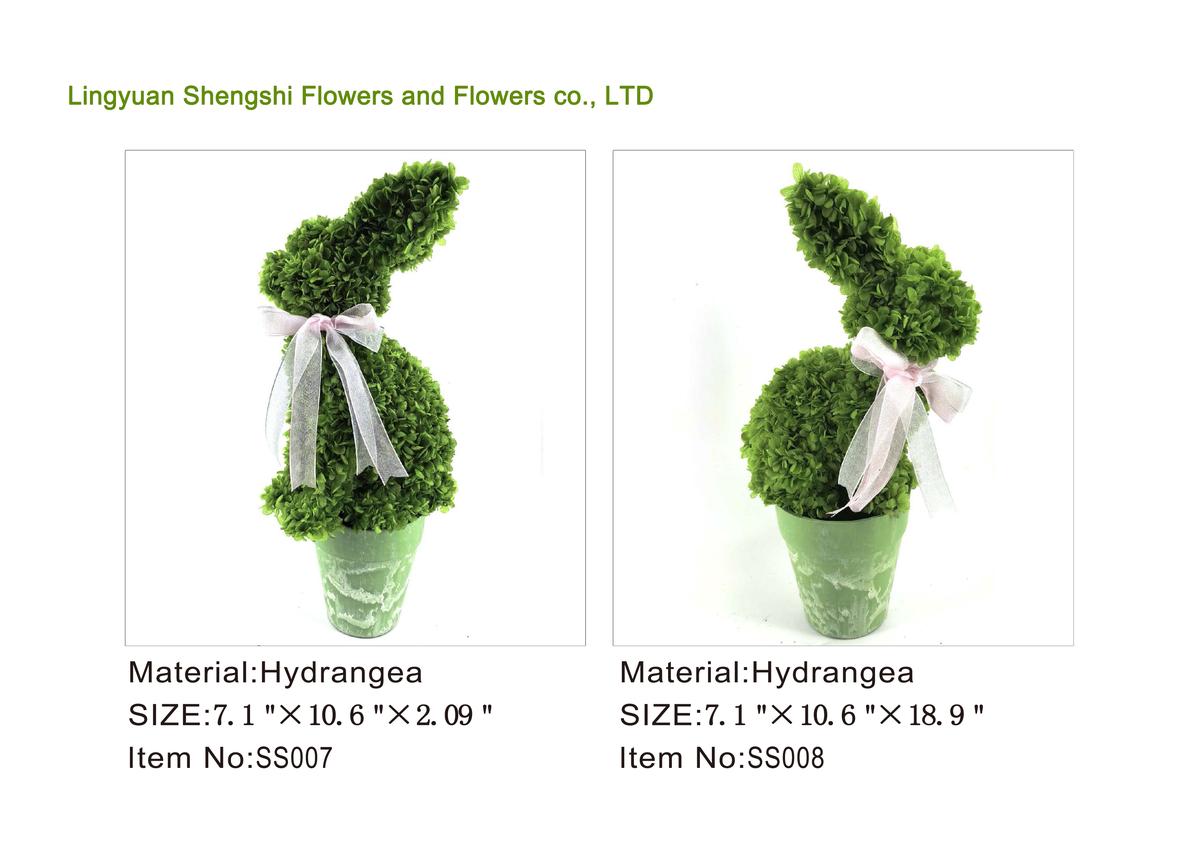 Lingyuan Shengshi Flowers and Flowers co., LTD
Material:Hydrangea
SIZE:7. 1 "×10. 6 "×2. 09 "
Item No:SS007
Material:Hydrangea
SIZE:7. 1 "×10. 6 "×18. 9 "
Item No:SS008